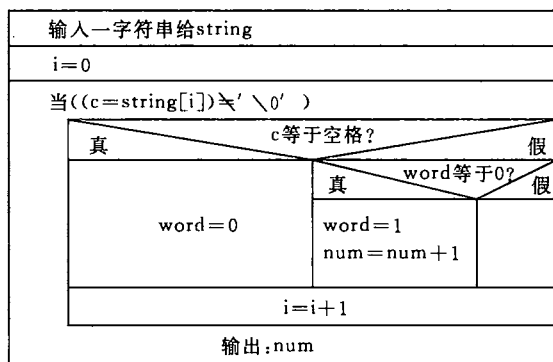 输入一字符串给string
i=0
当((c=string[i])≠'\0')
c等于空格?
真
假
word等于0?
真
假
word=0
word=1
num=num+1
i=i+1
输出:num